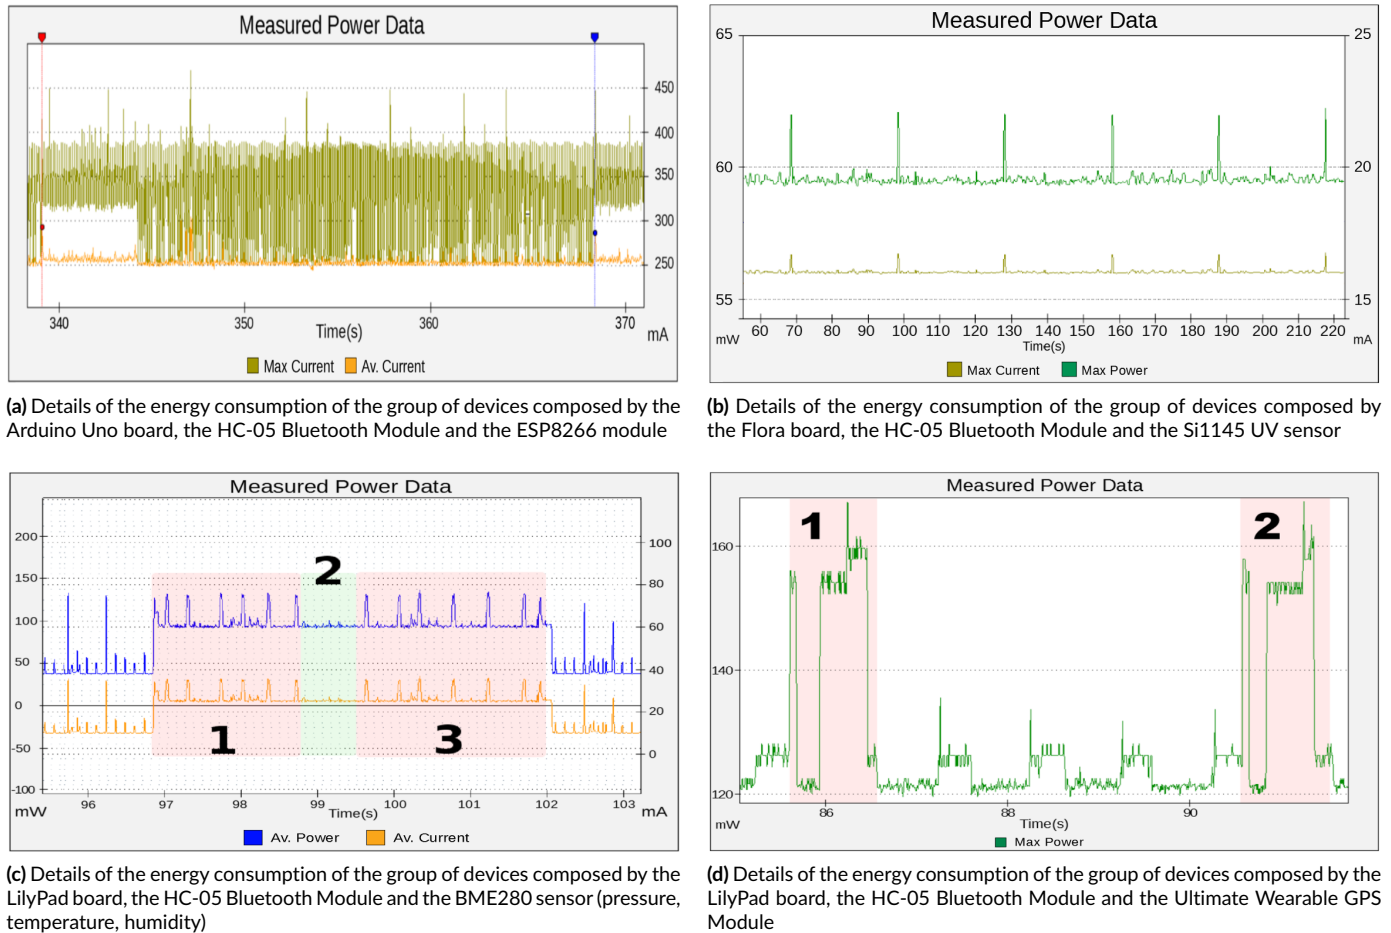 Measured Power Data
450
400
350
300
250
340 350 360 370
Time(s)
mA
Max Current Av. Current
(a) Details of the energy consumption of the group of devices composed by the
Arduino Uno board, the HC-05 Bluetooth Module and the ESP8266 module
Measured Power Data
65 25
60 20
55 15
60 70 80 90 100 110 120 130 140 150 160 170 180 190 200 210 220
mW Time(s) mA
Max Current Max Power
(b) Details of the energy consumption of the group of devices composed by
the Flora board, the HC-05 Bluetooth Module and the Si1145 UV sensor
Measured Power Data
200 100
150 80
100 60
50 40
0 20
-50 0
-100
2
1 3
96 97 98 99 100 101 102 103
mW Time(s) mA
Av. Power Av. Current
(c) Details of the energy consumption of the group of devices composed by the
LilyPad board, the HC-05 Bluetooth Module and the BME280 sensor (pressure,
temperature, humidity)
Measured Power Data
1 2
160
140
120
86 88 90
mW Time(s)
Max Power
(d) Details of the energy consumption of the group of devices composed by the
LilyPad board, the HC-05 Bluetooth Module and the Ultimate Wearable GPS
Module